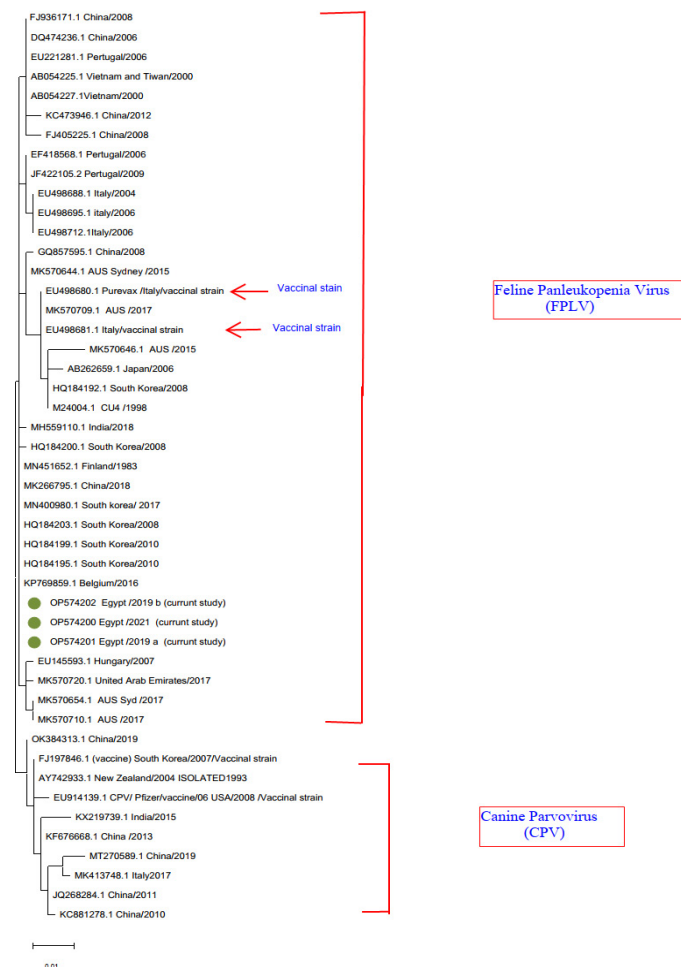 FJ936171.1 China/2008
DQ474236.1 China/2006
EU221281.1 Pertugal/2006
AB054225.1 Vietnam and Tiwan/2000
AB054227.1Vietnam/2000
KC473946.1 China/2012
FJ405225.1 China/2008
EF418568.1 Pertugal/2006
JF422105.2 Pertugal/2009
EU498688.1 Italy/2004
EU498695.1 italy/2006
EU498712.1Italy/2006
GQ857595.1 China/2008
MK570644.1 AUS Sydney /2015
EU498680.1 Purevax /Italy/vaccinal strain
Vaccinal stain
MK570709.1 AUS /2017
Feline Panleukopenia Virus
(FPLV)
EU498681.1 Italy/vaccinal strain
Vaccinal strain
MK570646.1 AUS /2015
AB262659.1 Japan/2006
HQ184192.1 South Korea/2008
M24004.1 CU4 /1998
MH559110.1 India/2018
HQ184200.1 South Korea/2008
MN451652.1 Finland/1983
MK266795.1 China/2018
MN400980.1 South korea/ 2017
HQ184203.1 South Korea/2008
HQ184199.1 South Korea/2010
HQ184195.1 South Korea/2010
KP769859.1 Belgium/2016
OP574202 Egypt /2019 b (currunt study)
OP574200 Egypt /2021 (currunt study)
OP574201 Egypt /2019 a (currunt study)
EU145593.1 Hungary/2007
MK570720.1 United Arab Emirates/2017
MK570654.1 AUS Syd /2017
MK570710.1 AUS /2017
OK384313.1 China/2019
FJ197846.1 (vaccine) South Korea/2007/Vaccinal strain
AY742933.1 New Zealand/2004 ISOLATED1993
EU914139.1 CPV/ Pfizer/vaccine/06 USA/2008 /Vaccinal strain
KX219739.1 India/2015
Canine Parvovirus
(CPV)
KF676668.1 China /2013
MT270589.1 China/2019
MK413748.1 Italy2017
JQ268284.1 China/2011
KC881278.1 China/2010
0.01